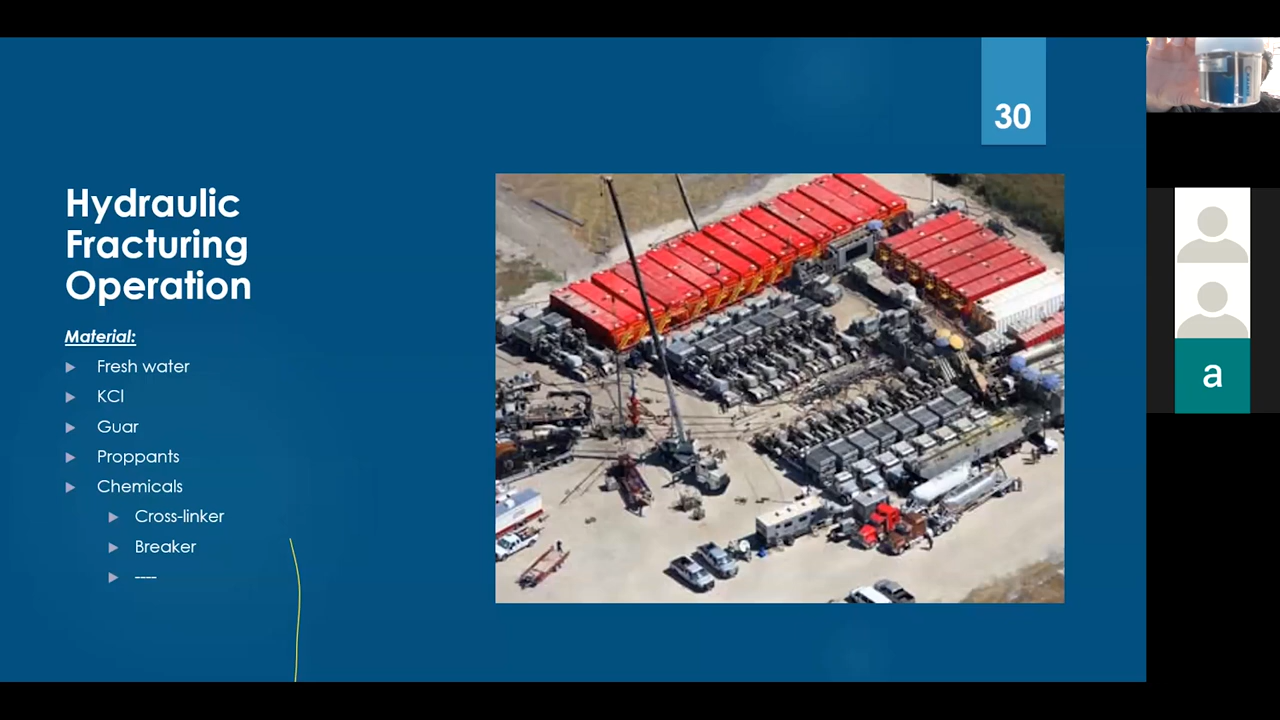 30
Hydraulic
Fracturing
Operation
Material:
Fresh water
KCl
Guar
Proppants
Chemicals
Cross-linker
Breaker
----
a